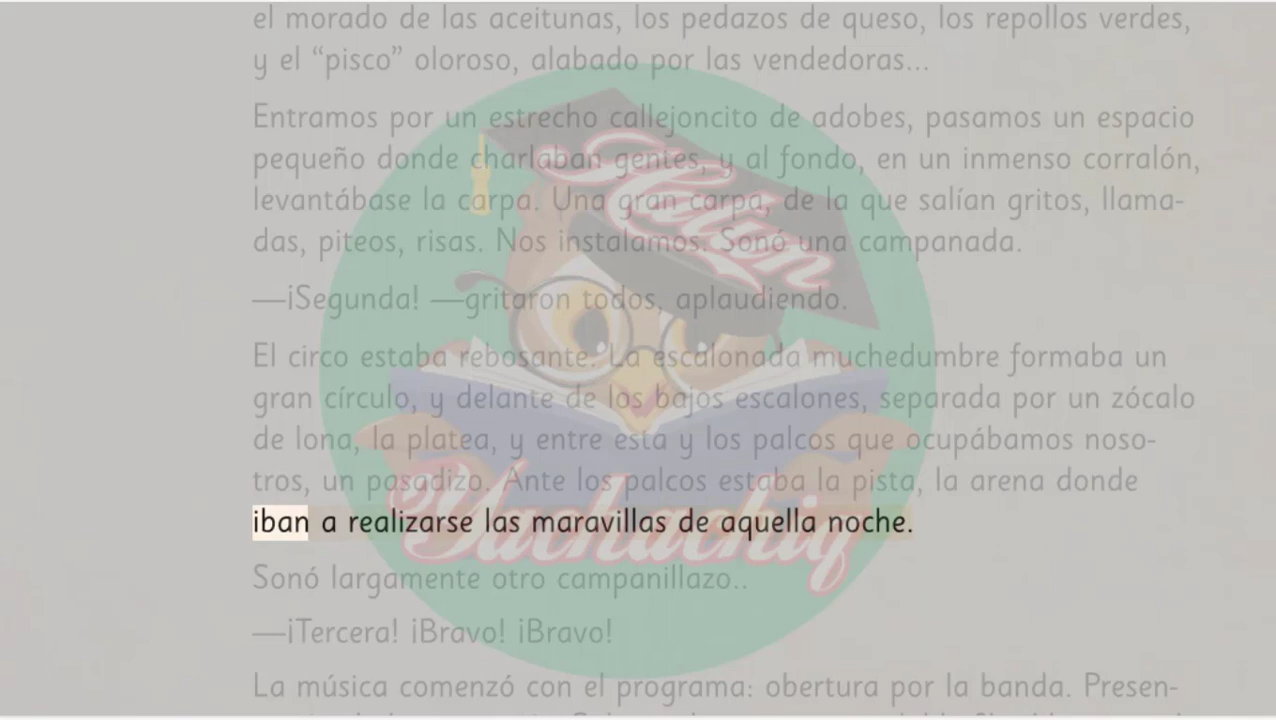 el morado de las aceitunas, los pedazos de queso, los repollos verdes,
y el “pisco” oloroso, alabado por las vendedoras...
Entramos por un estrecho callejoncito de adobes, pasamos un espacio
pequeño donde charlaban gentes, y al fondo, en un inmenso corralón,
levantábase la carpa. Una gran carpa, de la que salían gritos, llama-
das, piteos, risas. Nos instalamos. Sonó una campanada.
—¡Segunda! —gritaron todos, aplaudiendo.
El circo estaba rebosante. La escalonada muchedumbre formaba un
gran círculo, y delante de los bajos escalones, separada por un zócalo
de lona, la platea, y entre esta y los palcos que ocupábamos noso-
tros, un pasadizo. Ante los palcos estaba la pista, la arena donde
iban a realizarse las maravillas de aquella noche.
Sonó largamente otro campanillazo..
—¡Tercera! ¡Bravo! ¡Bravo!
La música comenzó con el programa: obertura por la banda. Presen-
Yachachiq